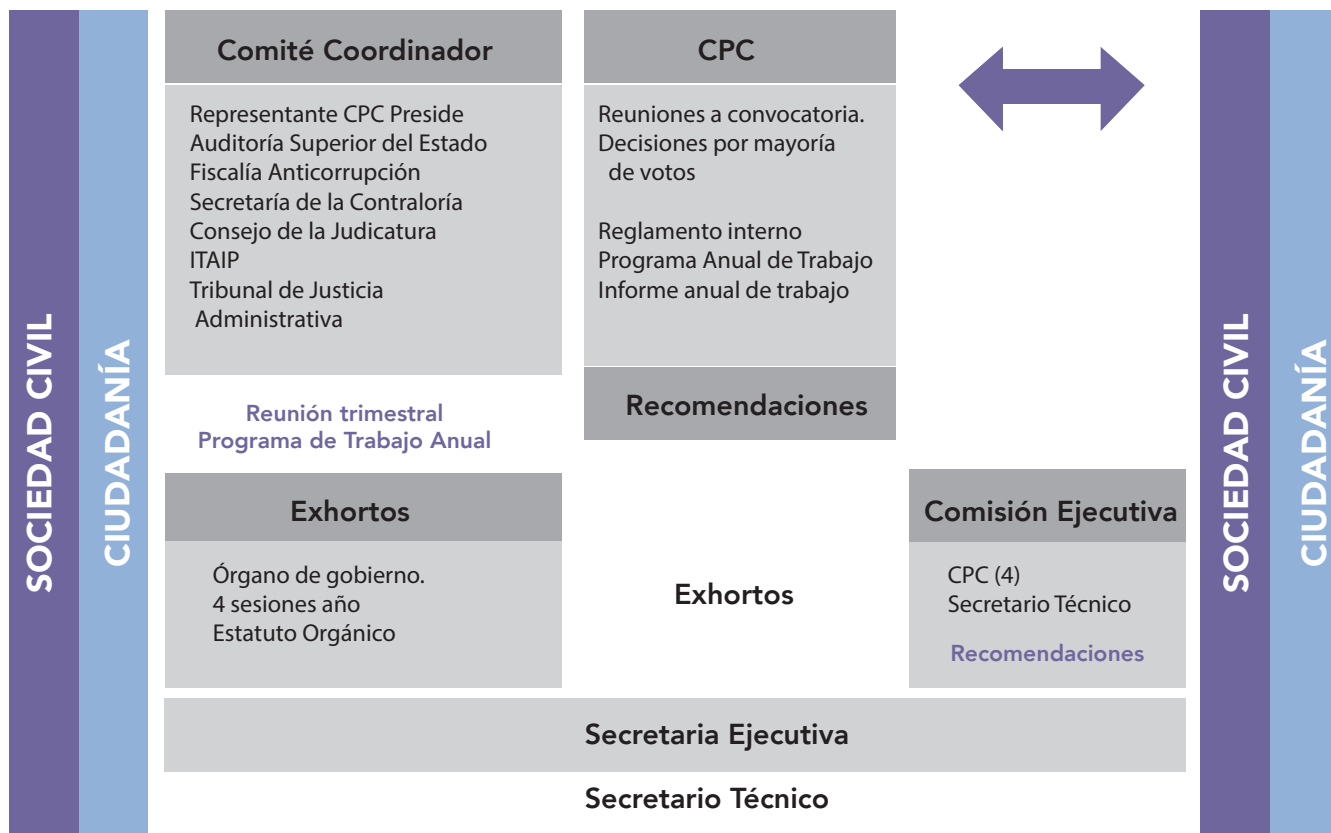 SOCIEDAD CIVIL
CIUDADANÍA
Comité Coordinador
Representante CPC Preside
Auditoría Superior del Estado
Fiscalía Anticorrupción
Secretaría de la Contraloría
Consejo de la Judicatura
ITAIP
Tribunal de Justicia
Administrativa
Reunión trimestral
Programa de Trabajo Anual
CPC
Reuniones a convocatoria.
Decisiones por mayoría
de votos
Reglamento interno
Programa Anual de Trabajo
Informe anual de trabajo
Recomendaciones
Exhortos
Órgano de gobierno.
4 sesiones año
Estatuto Orgánico
Exhortos
Comisión Ejecutiva
CPC (4)
Secretario Técnico
Recomendaciones
Secretaria Ejecutiva
Secretario Técnico
SOCIEDAD CIVIL
CIUDADANÍA